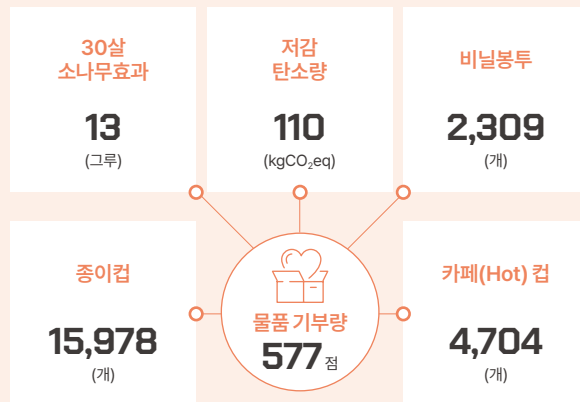 30살
소나무효과
13
(그루)
저감
탄소량
110
(kgCO₂eq)
비닐봉투
2,309
(개)
종이컵
15,978
(개)
물품 기부량
577 점
카페(Hot) 컵
4,704
(개)